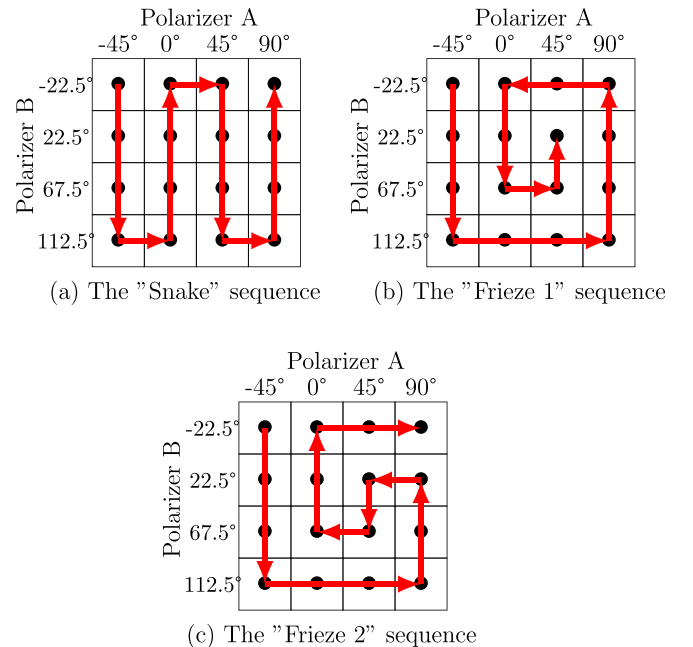 Polarizer A
-45° 0° 45° 90°
Polarizer B
-22.5°
22.5°
67.5°
112.5°
(a) The ”Snake” sequence
Polarizer A
-45° 0° 45° 90°
Polarizer B
-22.5°
22.5°
67.5°
112.5°
(b) The ”Frieze 1” sequence
Polarizer A
-45° 0° 45° 90°
Polarizer B
-22.5°
22.5°
67.5°
112.5°
(c) The ”Frieze 2” sequence